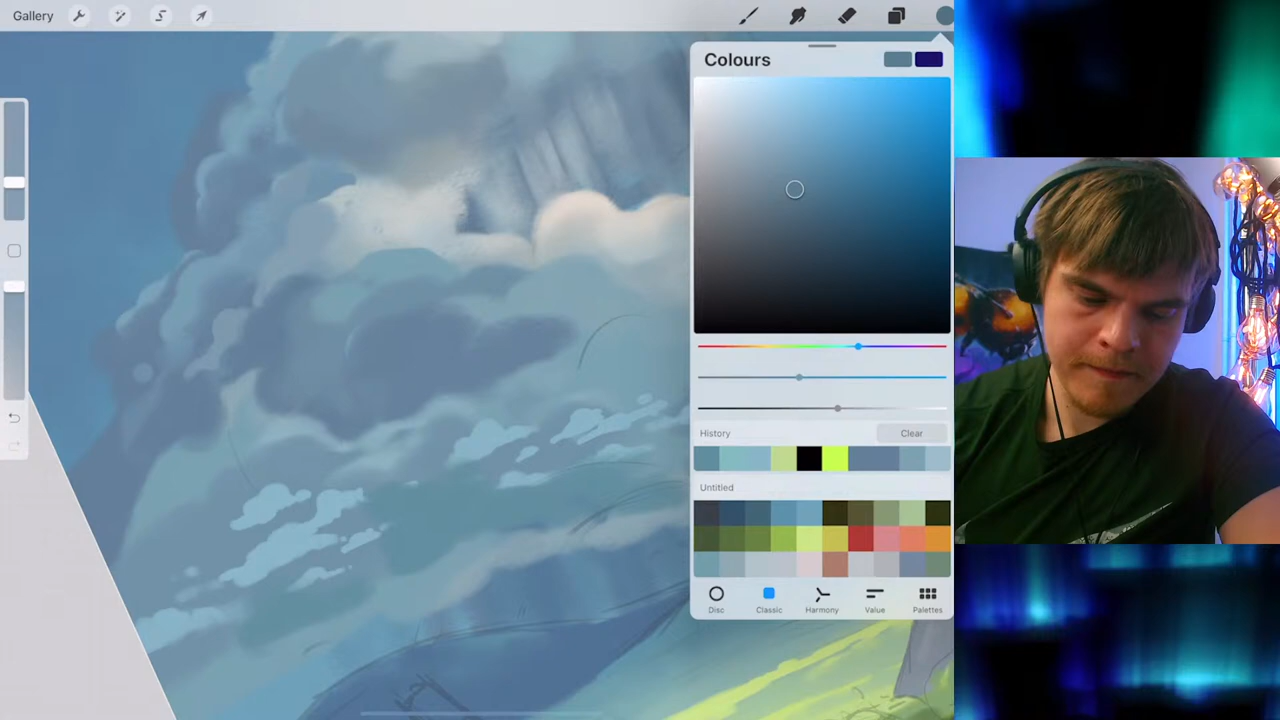 Gallery
Colours
History
Clear
Untitled
Disc
Classic
Harmony
Value
Palettes